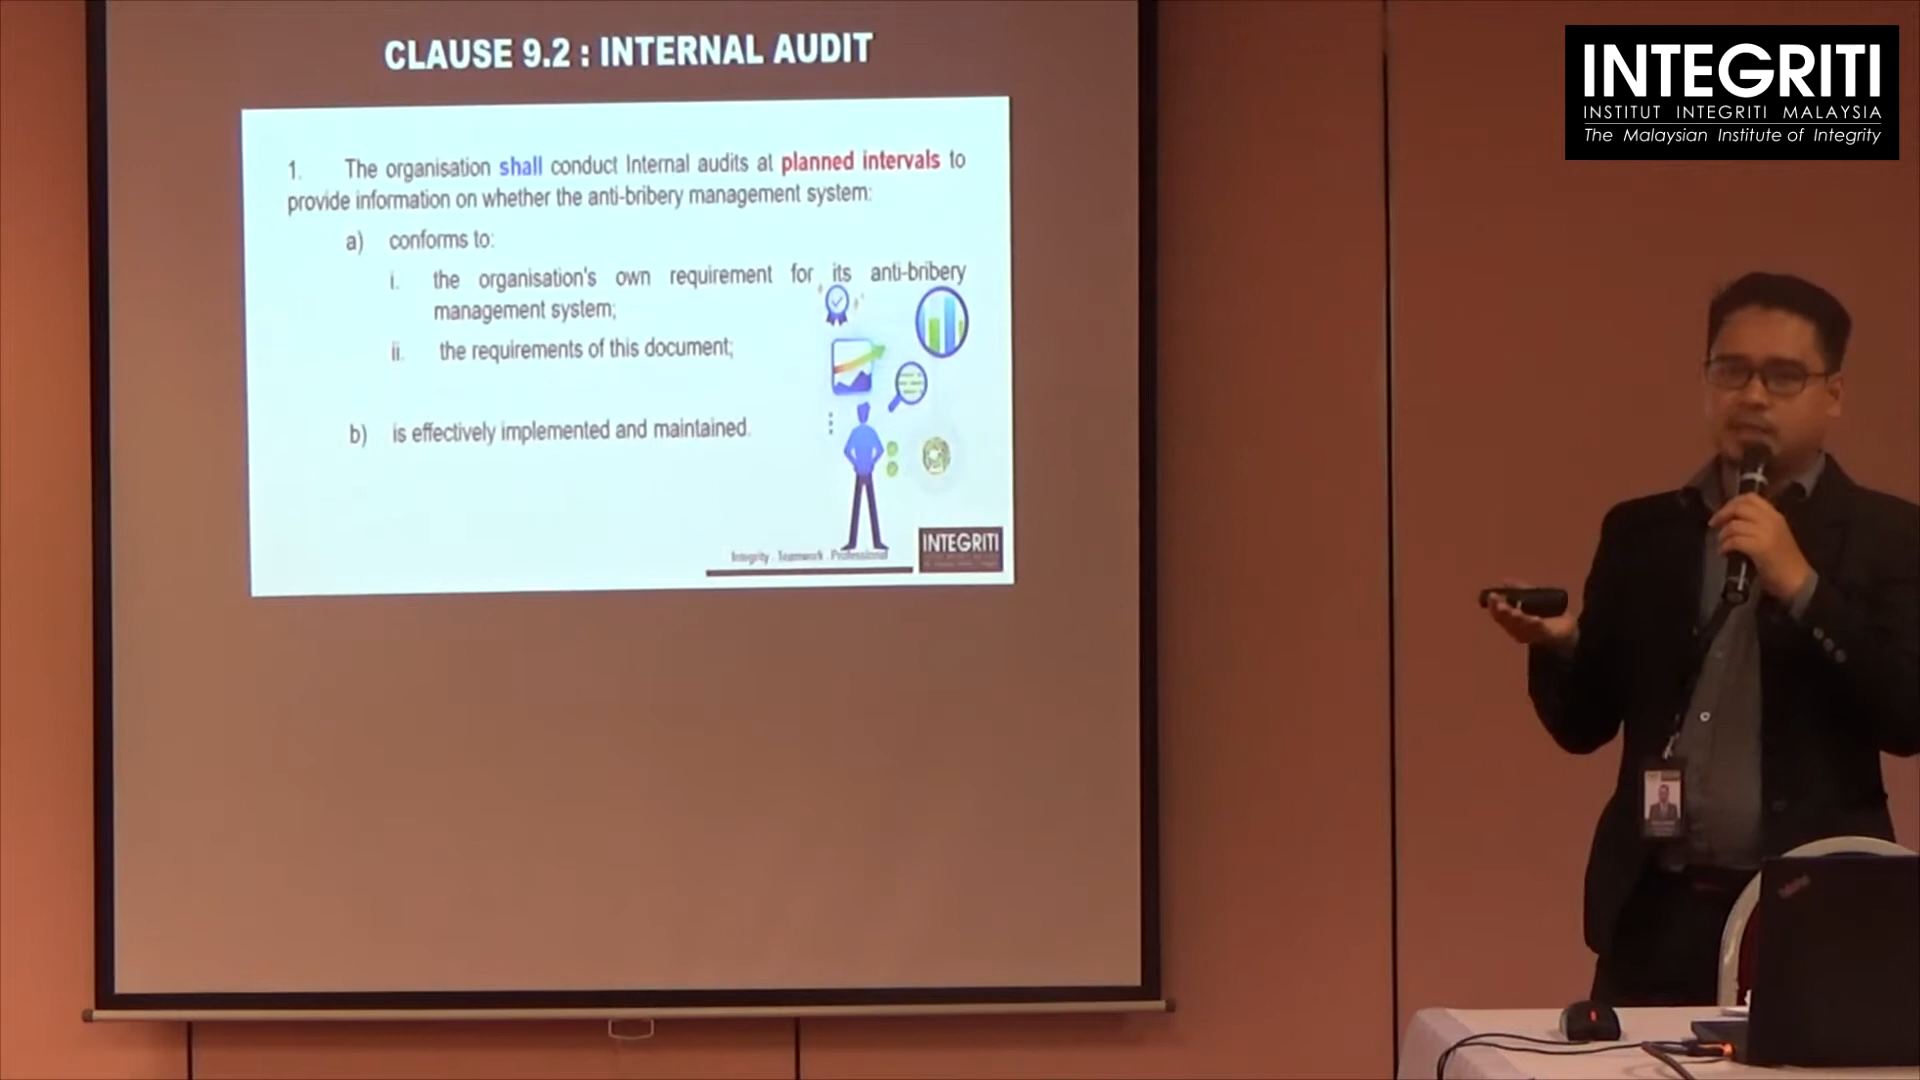 CLAUSE 9.2 : INTERNAL AUDIT
1. The organisation shall conduct Internal audits at planned intervals to
provide information on whether the anti-bribery management system:
a) conforms to:
i. the organisation's own requirement for its anti-bribery
management system;
ii. the requirements of this document;
b) is effectively implemented and maintained.
Integrity . Teamwork . Professional
INTEGRITI
INTEGRITI
INSTITUT INTEGRITI MALAYSIA
The Malaysian Institute of Integrity
ThinkPad